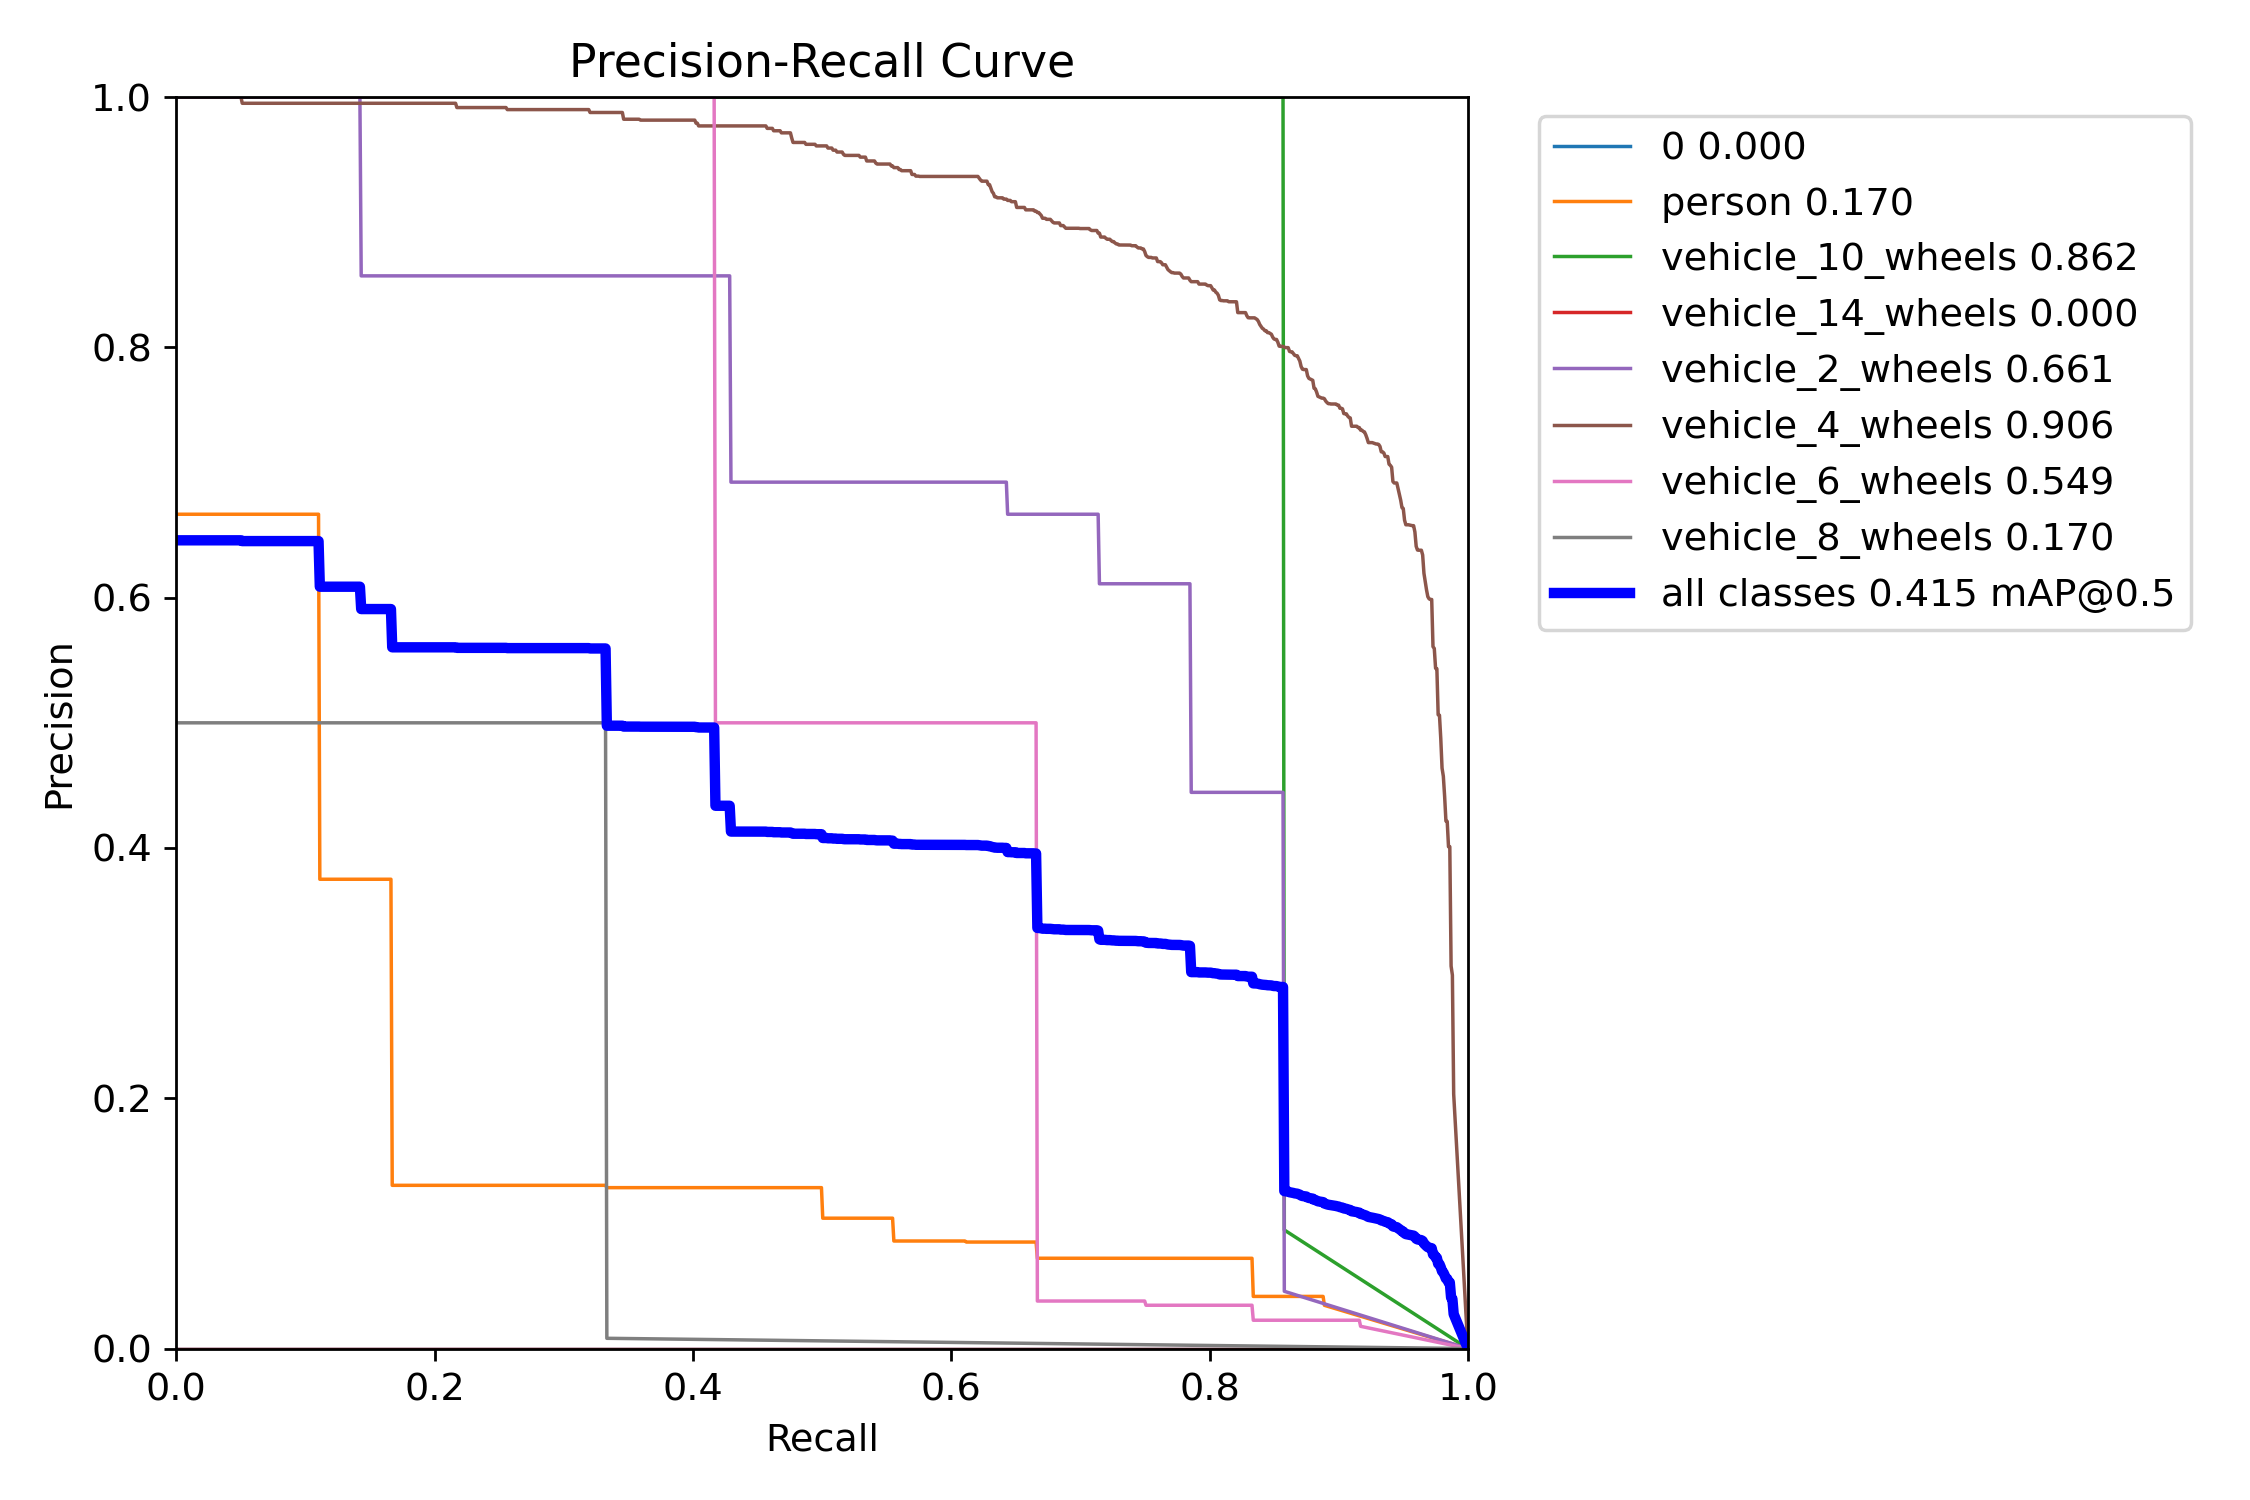 Precision-Recall Curve
1.0
0.8
0.6
0.4
0.2
0.0
Precision
0.0 0.2 0.4 0.6 0.8 1.0
Recall
0 0.000
person 0.170
vehicle_10_wheels 0.862
vehicle_14_wheels 0.000
vehicle_2_wheels 0.661
vehicle_4_wheels 0.906
vehicle_6_wheels 0.549
vehicle_8_wheels 0.170
all classes 0.415 mAP@0.5